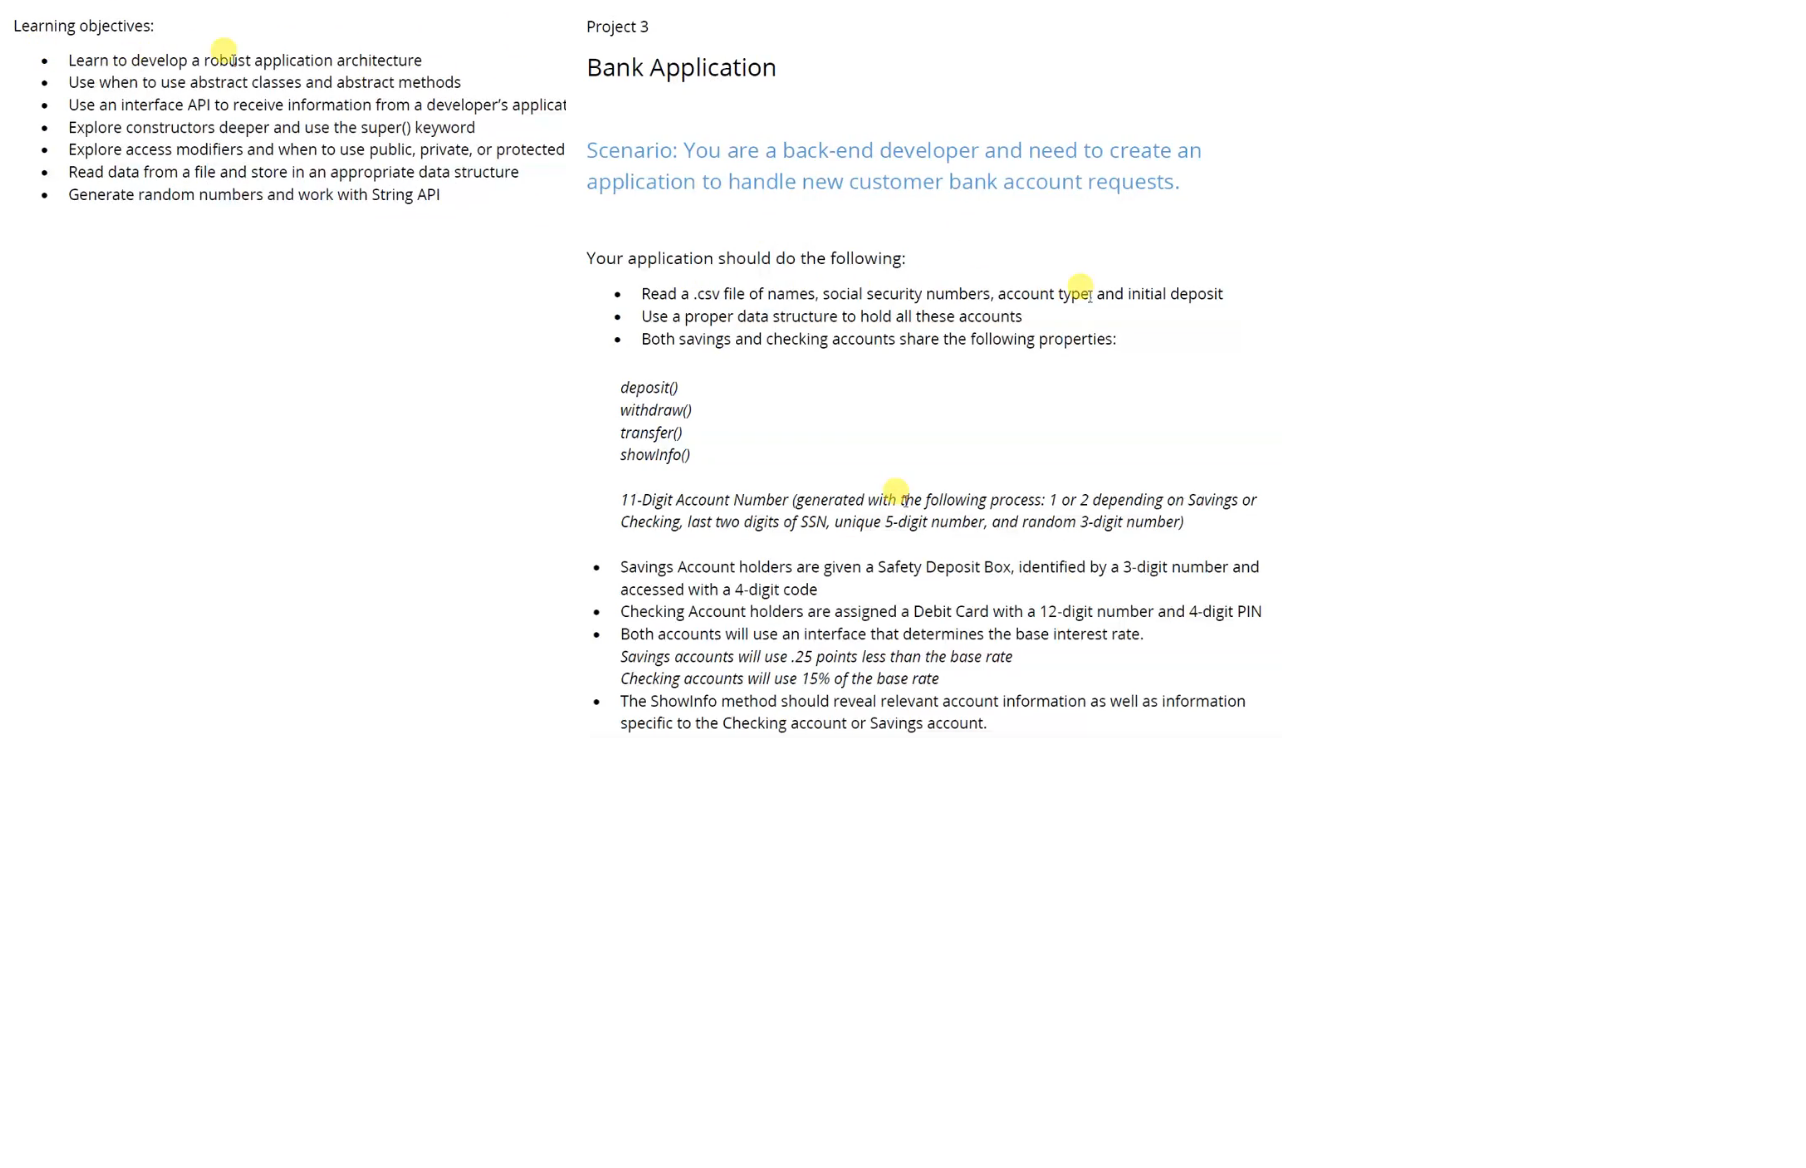 Learning objectives:
• Learn to develop a robust application architecture
• Use when to use abstract classes and abstract methods
• Use an interface API to receive information from a developer’s applicat
• Explore constructors deeper and use the super() keyword
• Explore access modifiers and when to use public, private, or protected
• Read data from a file and store in an appropriate data structure
• Generate random numbers and work with String API
Project 3
Bank Application
Scenario: You are a back-end developer and need to create an
application to handle new customer bank account requests.
Your application should do the following:
• Read a .csv file of names, social security numbers, account type, and initial deposit
• Use a proper data structure to hold all these accounts
• Both savings and checking accounts share the following properties:
deposit()
withdraw()
transfer()
showInfo()
11-Digit Account Number (generated with the following process: 1 or 2 depending on Savings or
Checking, last two digits of SSN, unique 5-digit number, and random 3-digit number)
• Savings Account holders are given a Safety Deposit Box, identified by a 3-digit number and
accessed with a 4-digit code
• Checking Account holders are assigned a Debit Card with a 12-digit number and 4-digit PIN
• Both accounts will use an interface that determines the base interest rate.
Savings accounts will use .25 points less than the base rate
Checking accounts will use 15% of the base rate
• The ShowInfo method should reveal relevant account information as well as information
specific to the Checking account or Savings account.